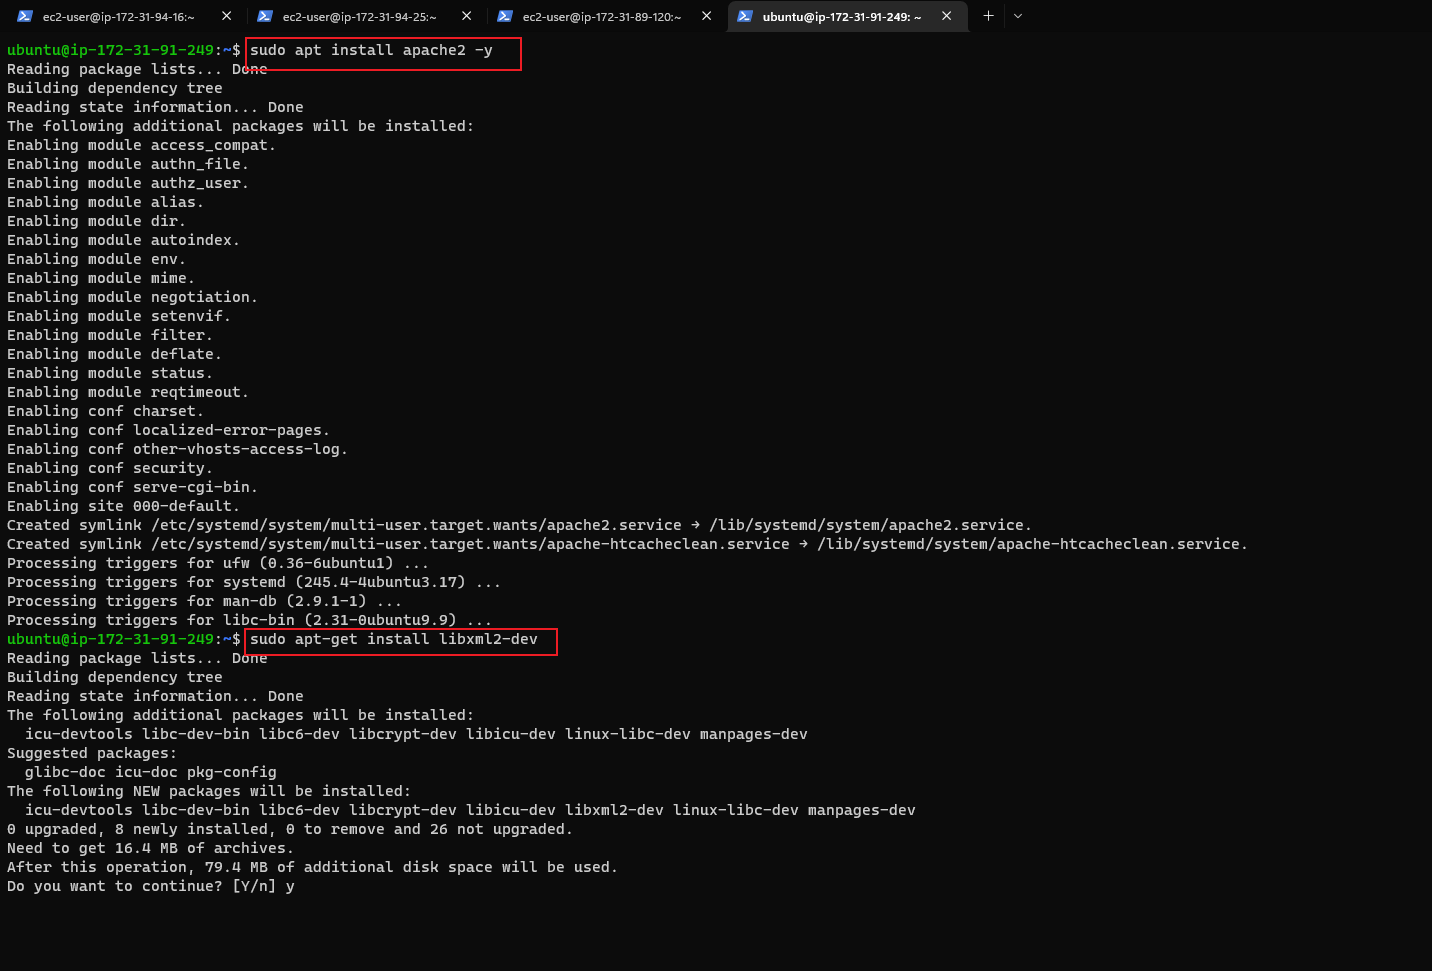 ec2-user@ip-172-31-94-16:~ ec2-user@ip-172-31-94-25:~ ec2-user@ip-172-31-89-120:~ ubuntu@ip-172-31-91-249: ~
ubuntu@ip-172-31-91-249:~$ sudo apt install apache2 -y
Reading package lists... Done
Building dependency tree
Reading state information... Done
The following additional packages will be installed:
Enabling module access_compat.
Enabling module authn_file.
Enabling module authz_user.
Enabling module alias.
Enabling module dir.
Enabling module autoindex.
Enabling module env.
Enabling module mime.
Enabling module negotiation.
Enabling module setenvif.
Enabling module filter.
Enabling module deflate.
Enabling module status.
Enabling module reqtimeout.
Enabling conf charset.
Enabling conf localized-error-pages.
Enabling conf other-vhosts-access-log.
Enabling conf security.
Enabling conf serve-cgi-bin.
Enabling site 000-default.
Created symlink /etc/systemd/system/multi-user.target.wants/apache2.service → /lib/systemd/system/apache2.service.
Created symlink /etc/systemd/system/multi-user.target.wants/apache-htcacheclean.service → /lib/systemd/system/apache-htcacheclean.service.
Processing triggers for ufw (0.36-6ubuntu1) ...
Processing triggers for systemd (245.4-4ubuntu3.17) ...
Processing triggers for man-db (2.9.1-1) ...
Processing triggers for libc-bin (2.31-0ubuntu9.9) ...
ubuntu@ip-172-31-91-249:~$ sudo apt-get install libxml2-dev
Reading package lists... Done
Building dependency tree
Reading state information... Done
The following additional packages will be installed:
icu-devtools libc-dev-bin libc6-dev libcrypt-dev libicu-dev linux-libc-dev manpages-dev
Suggested packages:
glibc-doc icu-doc pkg-config
The following NEW packages will be installed:
icu-devtools libc-dev-bin libc6-dev libcrypt-dev libicu-dev libxml2-dev linux-libc-dev manpages-dev
0 upgraded, 8 newly installed, 0 to remove and 26 not upgraded.
Need to get 16.4 MB of archives.
After this operation, 79.4 MB of additional disk space will be used.
Do you want to continue? [Y/n] y